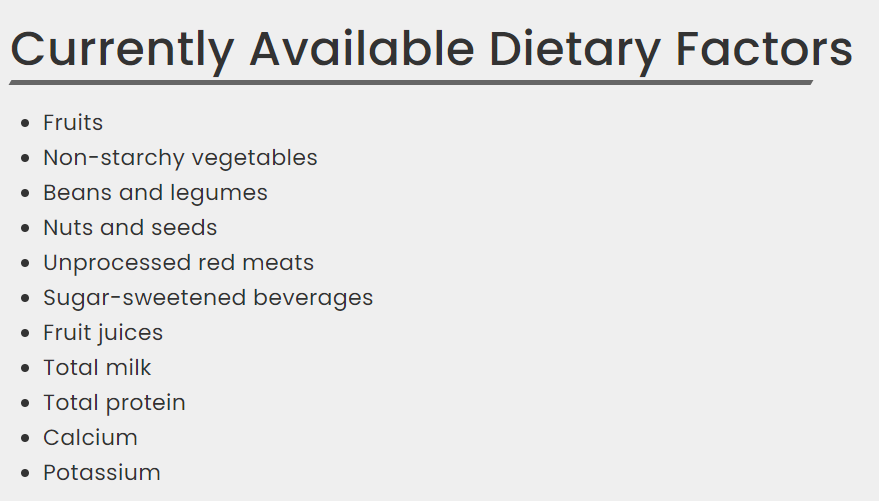 Currently Available Dietary Factors
Fruits
Non-starchy vegetables
Beans and legumes
Nuts and seeds
Unprocessed red meats
Sugar-sweetened beverages
Fruit juices
Total milk
Total protein
Calcium
Potassium